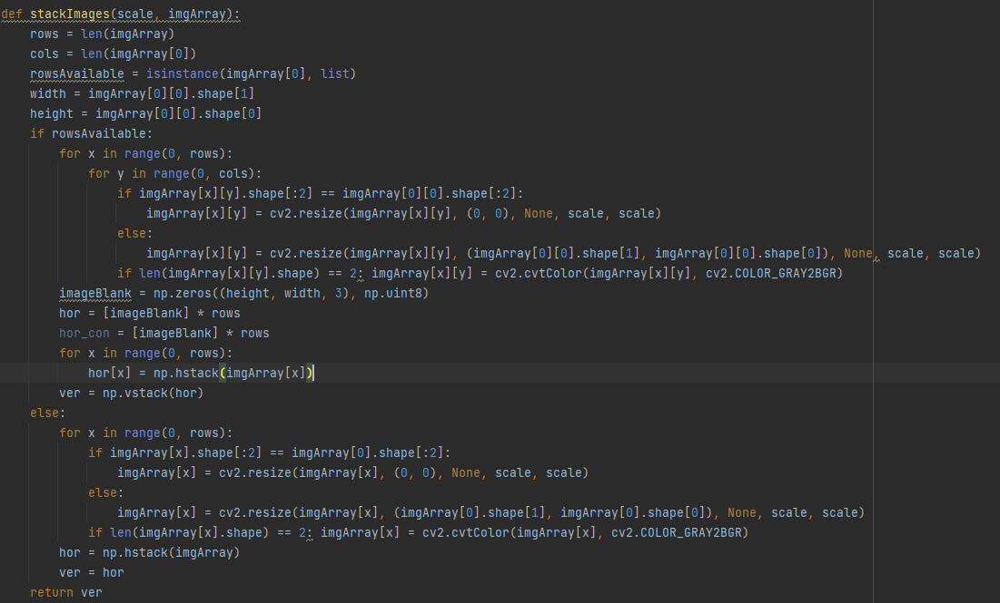 def stackImages(scale, imgArray):
    rows = len(imgArray)
    cols = len(imgArray[0])
    rowsAvailable = isinstance(imgArray[0], list)
    width = imgArray[0][0].shape[1]
    height = imgArray[0][0].shape[0]
    if rowsAvailable:
        for x in range(0, rows):
            for y in range(0, cols):
                if imgArray[x][y].shape[:2] == imgArray[0][0].shape[:2]:
                    imgArray[x][y] = cv2.resize(imgArray[x][y], (0, 0), None, scale, scale)
                else:
                    imgArray[x][y] = cv2.resize(imgArray[x][y], (imgArray[0][0].shape[1], imgArray[0][0].shape[0]), None, scale, scale)
                if len(imgArray[x][y].shape) == 2: imgArray[x][y] = cv2.cvtColor(imgArray[x][y], cv2.COLOR_GRAY2BGR)
        imageBlank = np.zeros((height, width, 3), np.uint8)
        hor = [imageBlank] * rows
        hor_con = [imageBlank] * rows
        for x in range(0, rows):
            hor[x] = np.hstack(imgArray[x])
        ver = np.vstack(hor)
    else:
        for x in range(0, rows):
            if imgArray[x].shape[:2] == imgArray[0].shape[:2]:
                imgArray[x] = cv2.resize(imgArray[x], (0, 0), None, scale, scale)
            else:
                imgArray[x] = cv2.resize(imgArray[x], (imgArray[0].shape[1], imgArray[0].shape[0]), None, scale, scale)
            if len(imgArray[x].shape) == 2: imgArray[x] = cv2.cvtColor(imgArray[x], cv2.COLOR_GRAY2BGR)
        hor = np.hstack(imgArray)
        ver = hor
    return ver